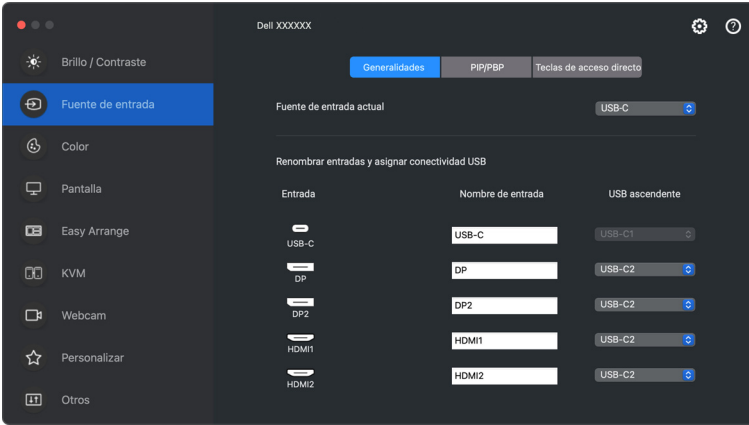 Dell XXXXXX
Brillo / Contraste
Fuente de entrada
Color
Pantalla
Easy Arrange
KVM
Webcam
Personalizar
Otros
Generalidades PIP/PBP Teclas de acceso directo
Fuente de entrada actual USB-C
Renombrar entradas y asignar conectividad USB
Entrada Nombre de entrada USB ascendente
USB-C USB-C USB-C1
DP DP USB-C2
DP2 DP2 USB-C2
HDMI1 HDMI1 USB-C2
HDMI2 HDMI2 USB-C2